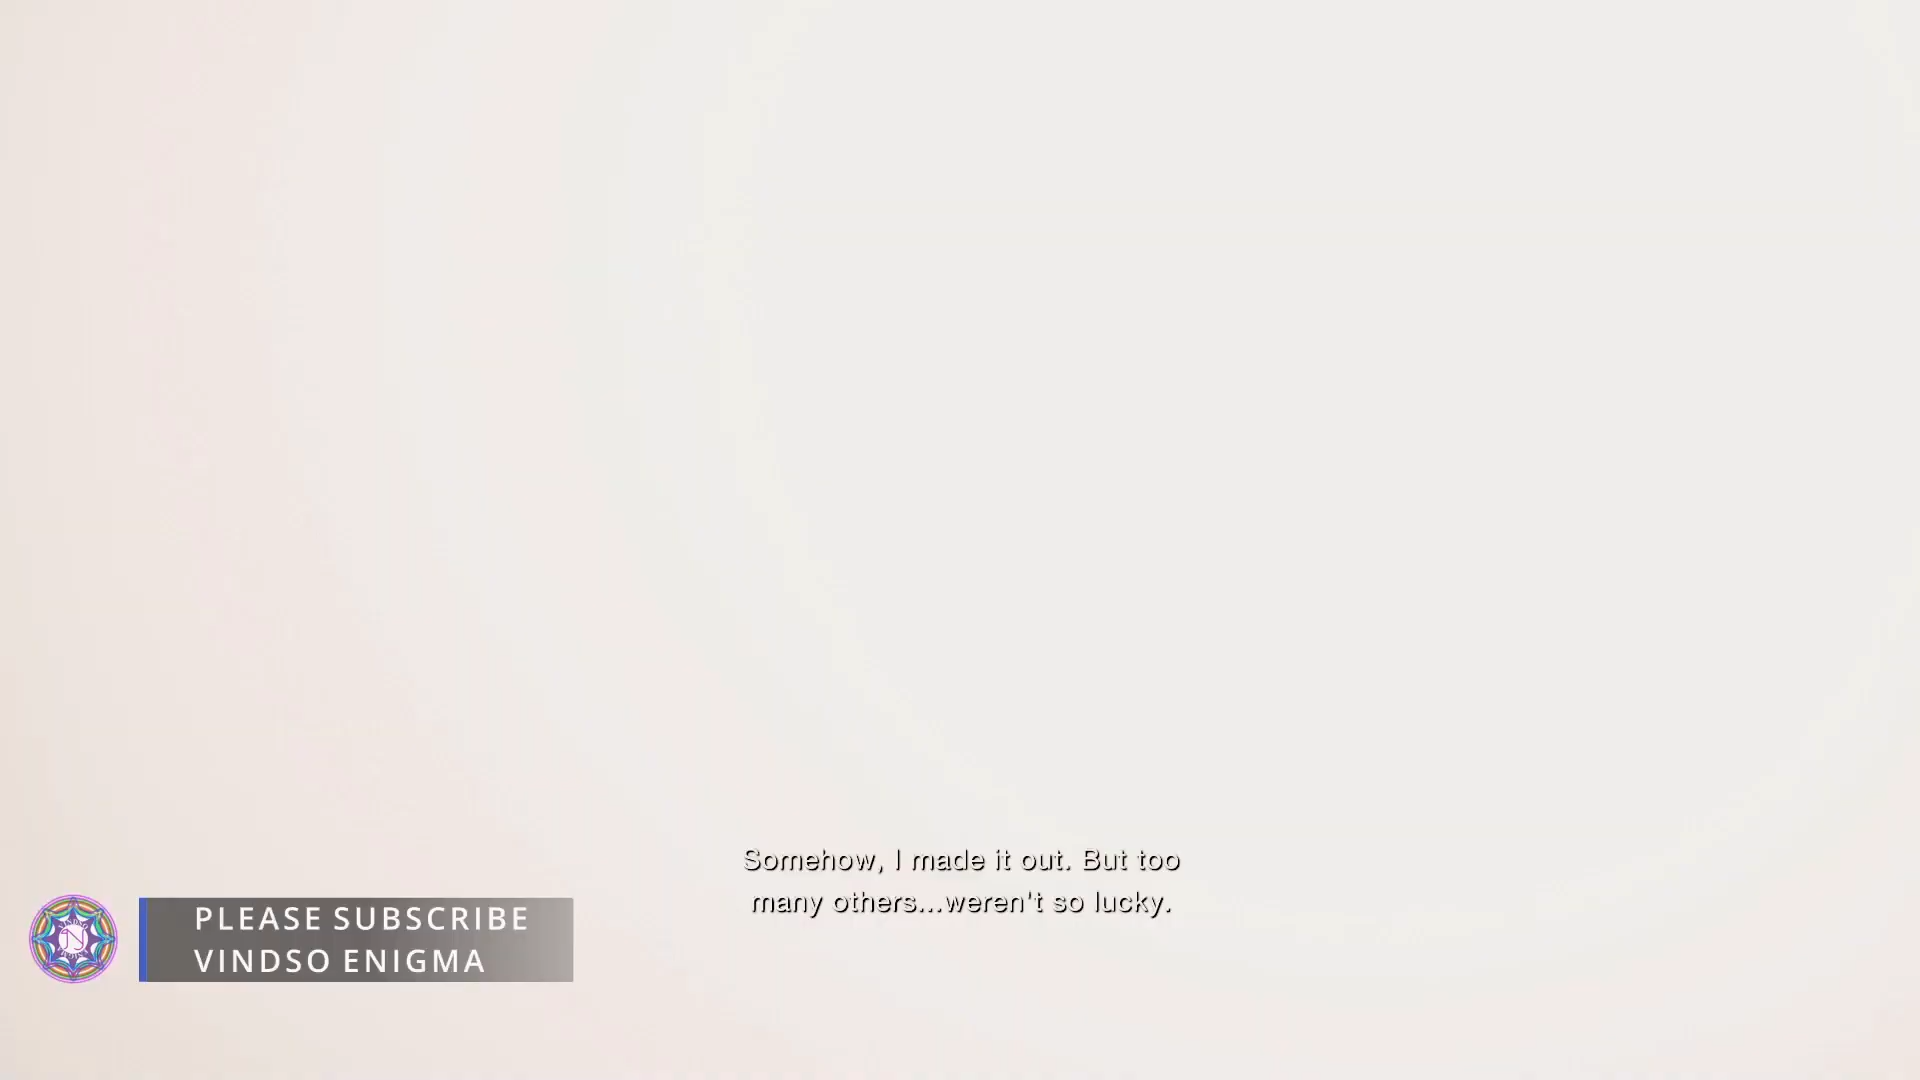 Somehow, I made it out. But too
many others...weren't so lucky.
PLEASE SUBSCRIBE
VINDSO ENIGMA